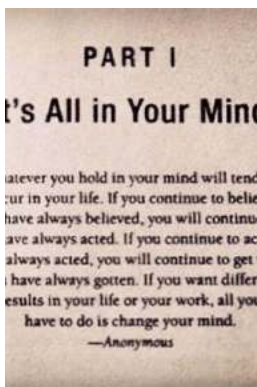 PART I
t's All in Your Min
atever you hold in your mind will tend
cur in your life. If you continue to belie
have always believed, you will continu
ave always acted. If you continue to ac
always acted, you will continue to get
have always gotten. If you want differ
esults in your life or your work, all you
have to do is change your mind.
—Anonymous